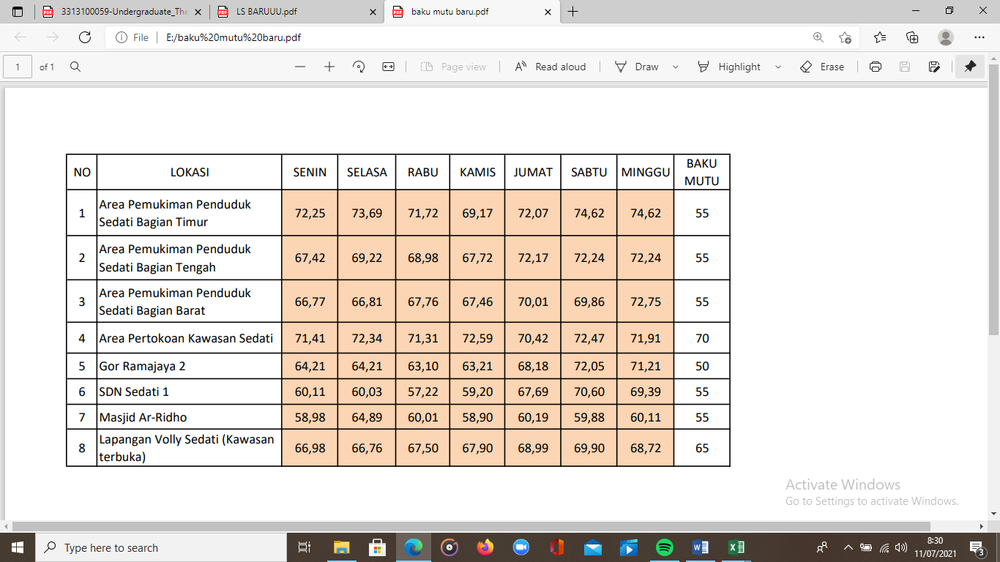 3313100059-Undergraduate_The
LS BARUUU.pdf
baku mutu baru.pdf
File E:/baku%20mutu%20baru.pdf
1 of 1 Page view Read aloud Draw Highlight Erase
NO LOKASI SENIN SELASA RABU KAMIS JUMAT SABTU MINGGU BAKU
MUTU
1 Area Pemukiman Penduduk
Sedati Bagian Timur 72,25 73,69 71,72 69,17 72,07 74,62 74,62 55
2 Area Pemukiman Penduduk
Sedati Bagian Tengah 67,42 69,22 68,98 67,72 72,17 72,24 72,24 55
3 Area Pemukiman Penduduk
Sedati Bagian Barat 66,77 66,81 67,76 67,46 70,01 69,86 72,75 55
4 Area Pertokoan Kawasan Sedati 71,41 72,34 71,31 72,59 70,42 72,47 71,91 70
5 Gor Ramajaya 2 64,21 64,21 63,10 63,21 68,18 72,05 71,21 50
6 SDN Sedati 1 60,11 60,03 57,22 59,20 67,69 70,60 69,39 55
7 Masjid Ar-Ridho 58,98 64,89 60,01 58,90 60,19 59,88 60,11 55
8 Lapangan Volly Sedati (Kawasan
terbuka) 66,98 66,76 67,50 67,90 68,99 69,90 68,72 65
Activate Windows
Go to Settings to activate Windows.
Type here to search
8:30
11/07/2021
3